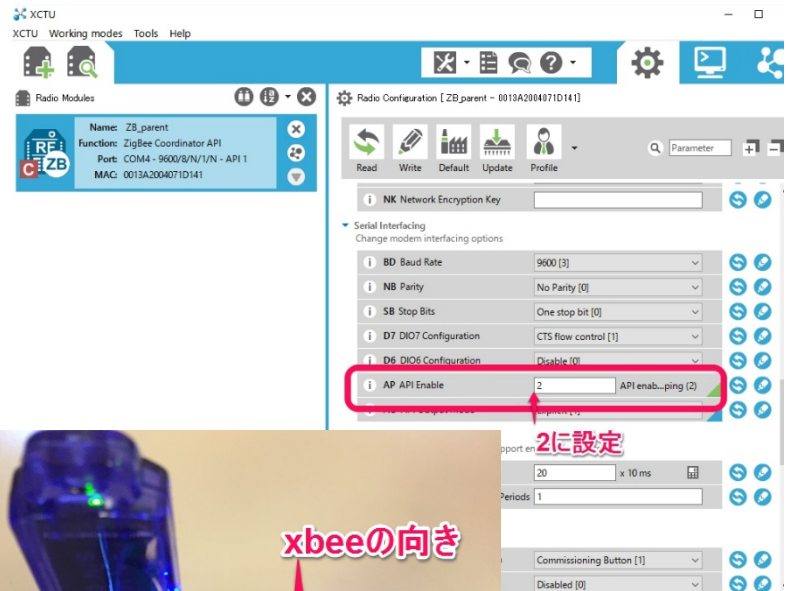 XCTU
XCTU Working modes Tools Help
Radio Modules
Name: ZB_parent
Function: ZigBee Coordinator API
Port: COM4 - 9600/8/N/1/N - API 1
MAC: 0013A2004071D141
RF
C ZB
Radio Configuration [ ZB_parent - 0013A2004071D141]
Read Write Default Update Profile
Parameter
NK Network Encryption Key
Serial Interfacing
Change modem interfacing options
BD Baud Rate 9600 [3]
NB Parity No Parity [0]
SB Stop Bits One stop bit [0]
D7 DIO7 Configuration CTS flow control [1]
D6 DIO6 Configuration Disable [0]
AP API Enable 2 API enab...ping (2)
2に設定
20 x 10 ms
Periods 1
xbeeの向き
Commissioning Button [1]
Disabled [0]